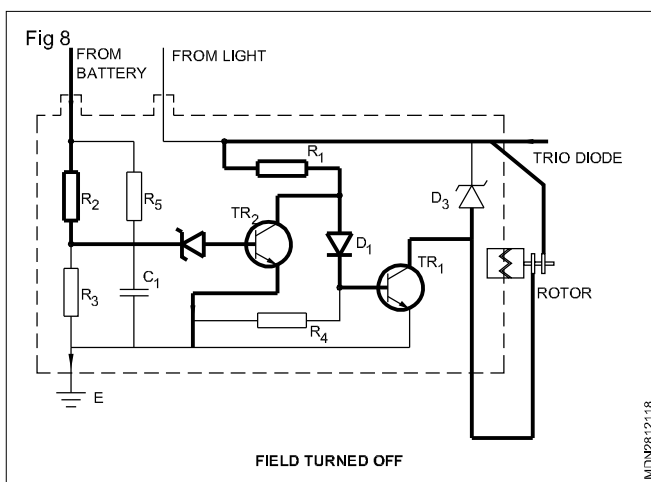 Fig 8
FROM
BATTERY
FROM LIGHT
R1
TRIO DIODE
R2
R5
TR2
D3
D1
TR1
C1
R3
R4
ROTOR
E
FIELD TURNED OFF
MDN2812118